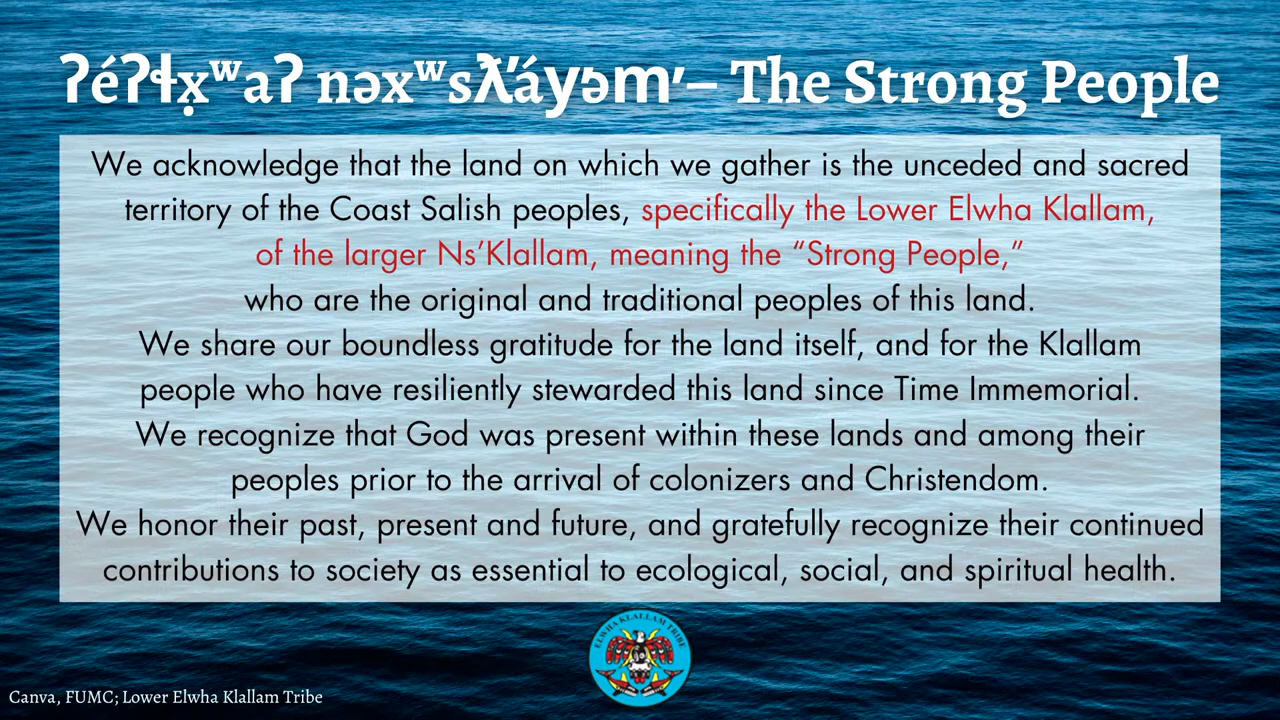 ʔéʔɬx̣ʷaʔ nəxʷsƛ̕áy̕əm̕ – The Strong People
We acknowledge that the land on which we gather is the unceded and sacred
territory of the Coast Salish peoples, specifically the Lower Elwha Klallam,
of the larger Ns’Klallam, meaning the “Strong People,”
who are the original and traditional peoples of this land.
We share our boundless gratitude for the land itself, and for the Klallam
people who have resiliently stewarded this land since Time Immemorial.
We recognize that God was present within these lands and among their
peoples prior to the arrival of colonizers and Christendom.
We honor their past, present and future, and gratefully recognize their continued
contributions to society as essential to ecological, social, and spiritual health.
ELWHA KLALLAM TRIBE
Canva, FUMC; Lower Elwha Klallam Tribe